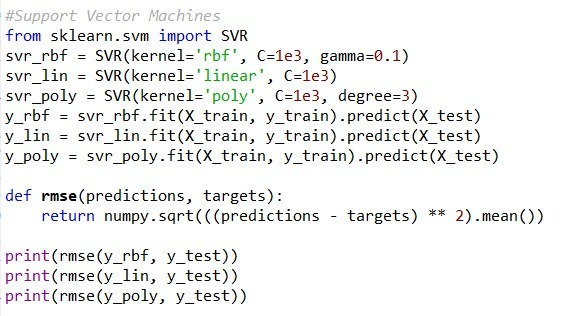 #Support Vector Machines
from sklearn.svm import SVR
svr_rbf = SVR(kernel='rbf', C=1e3, gamma=0.1)
svr_lin = SVR(kernel='linear', C=1e3)
svr_poly = SVR(kernel='poly', C=1e3, degree=3)
y_rbf = svr_rbf.fit(X_train, y_train).predict(X_test)
y_lin = svr_lin.fit(X_train, y_train).predict(X_test)
y_poly = svr_poly.fit(X_train, y_train).predict(X_test)

def rmse(predictions, targets):
    return numpy.sqrt(((predictions - targets) ** 2).mean())

print(rmse(y_rbf, y_test))
print(rmse(y_lin, y_test))
print(rmse(y_poly, y_test))